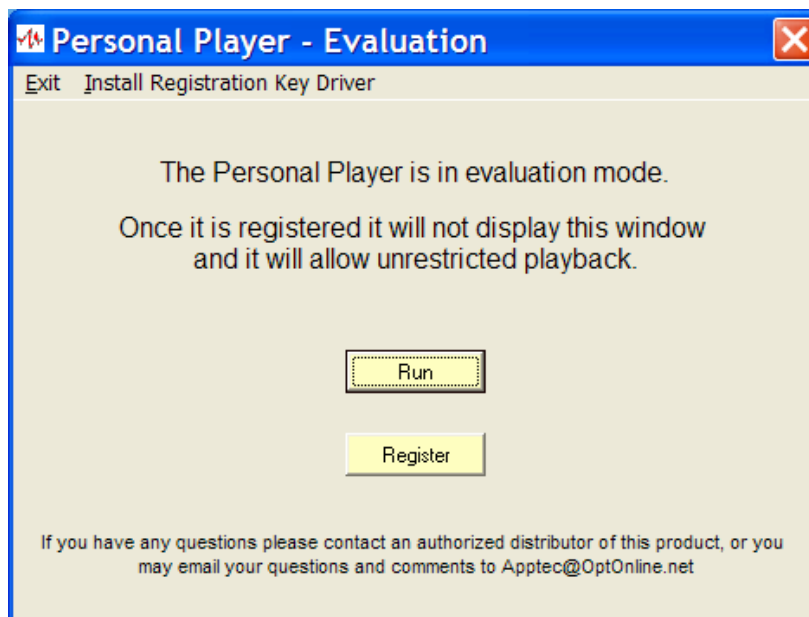 Personal Player - Evaluation
Exit Install Registration Key Driver
The Personal Player is in evaluation mode.
Once it is registered it will not display this window
and it will allow unrestricted playback.
Run
Register
If you have any questions please contact an authorized distributor of this product, or you
may email your questions and comments to Apptec@OptOnline.net